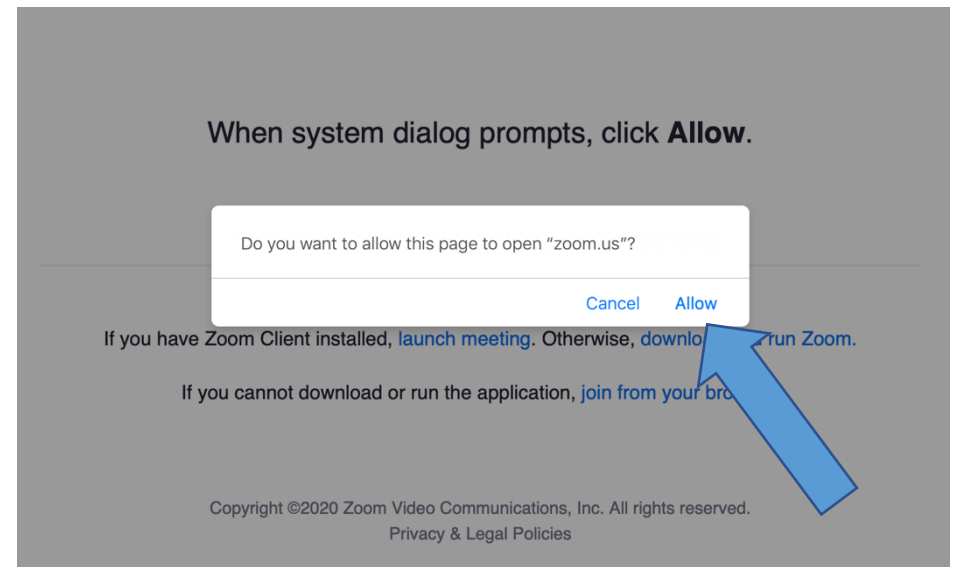 When system dialog prompts, click Allow.
Do you want to allow this page to open “zoom.us”?
Cancel Allow
If you have Zoom Client installed, launch meeting. Otherwise, run Zoom.
If you cannot download or run the application, join from your
Copyright ©2020 Zoom Video Communications, Inc. All rights reserved.
Privacy & Legal Policies